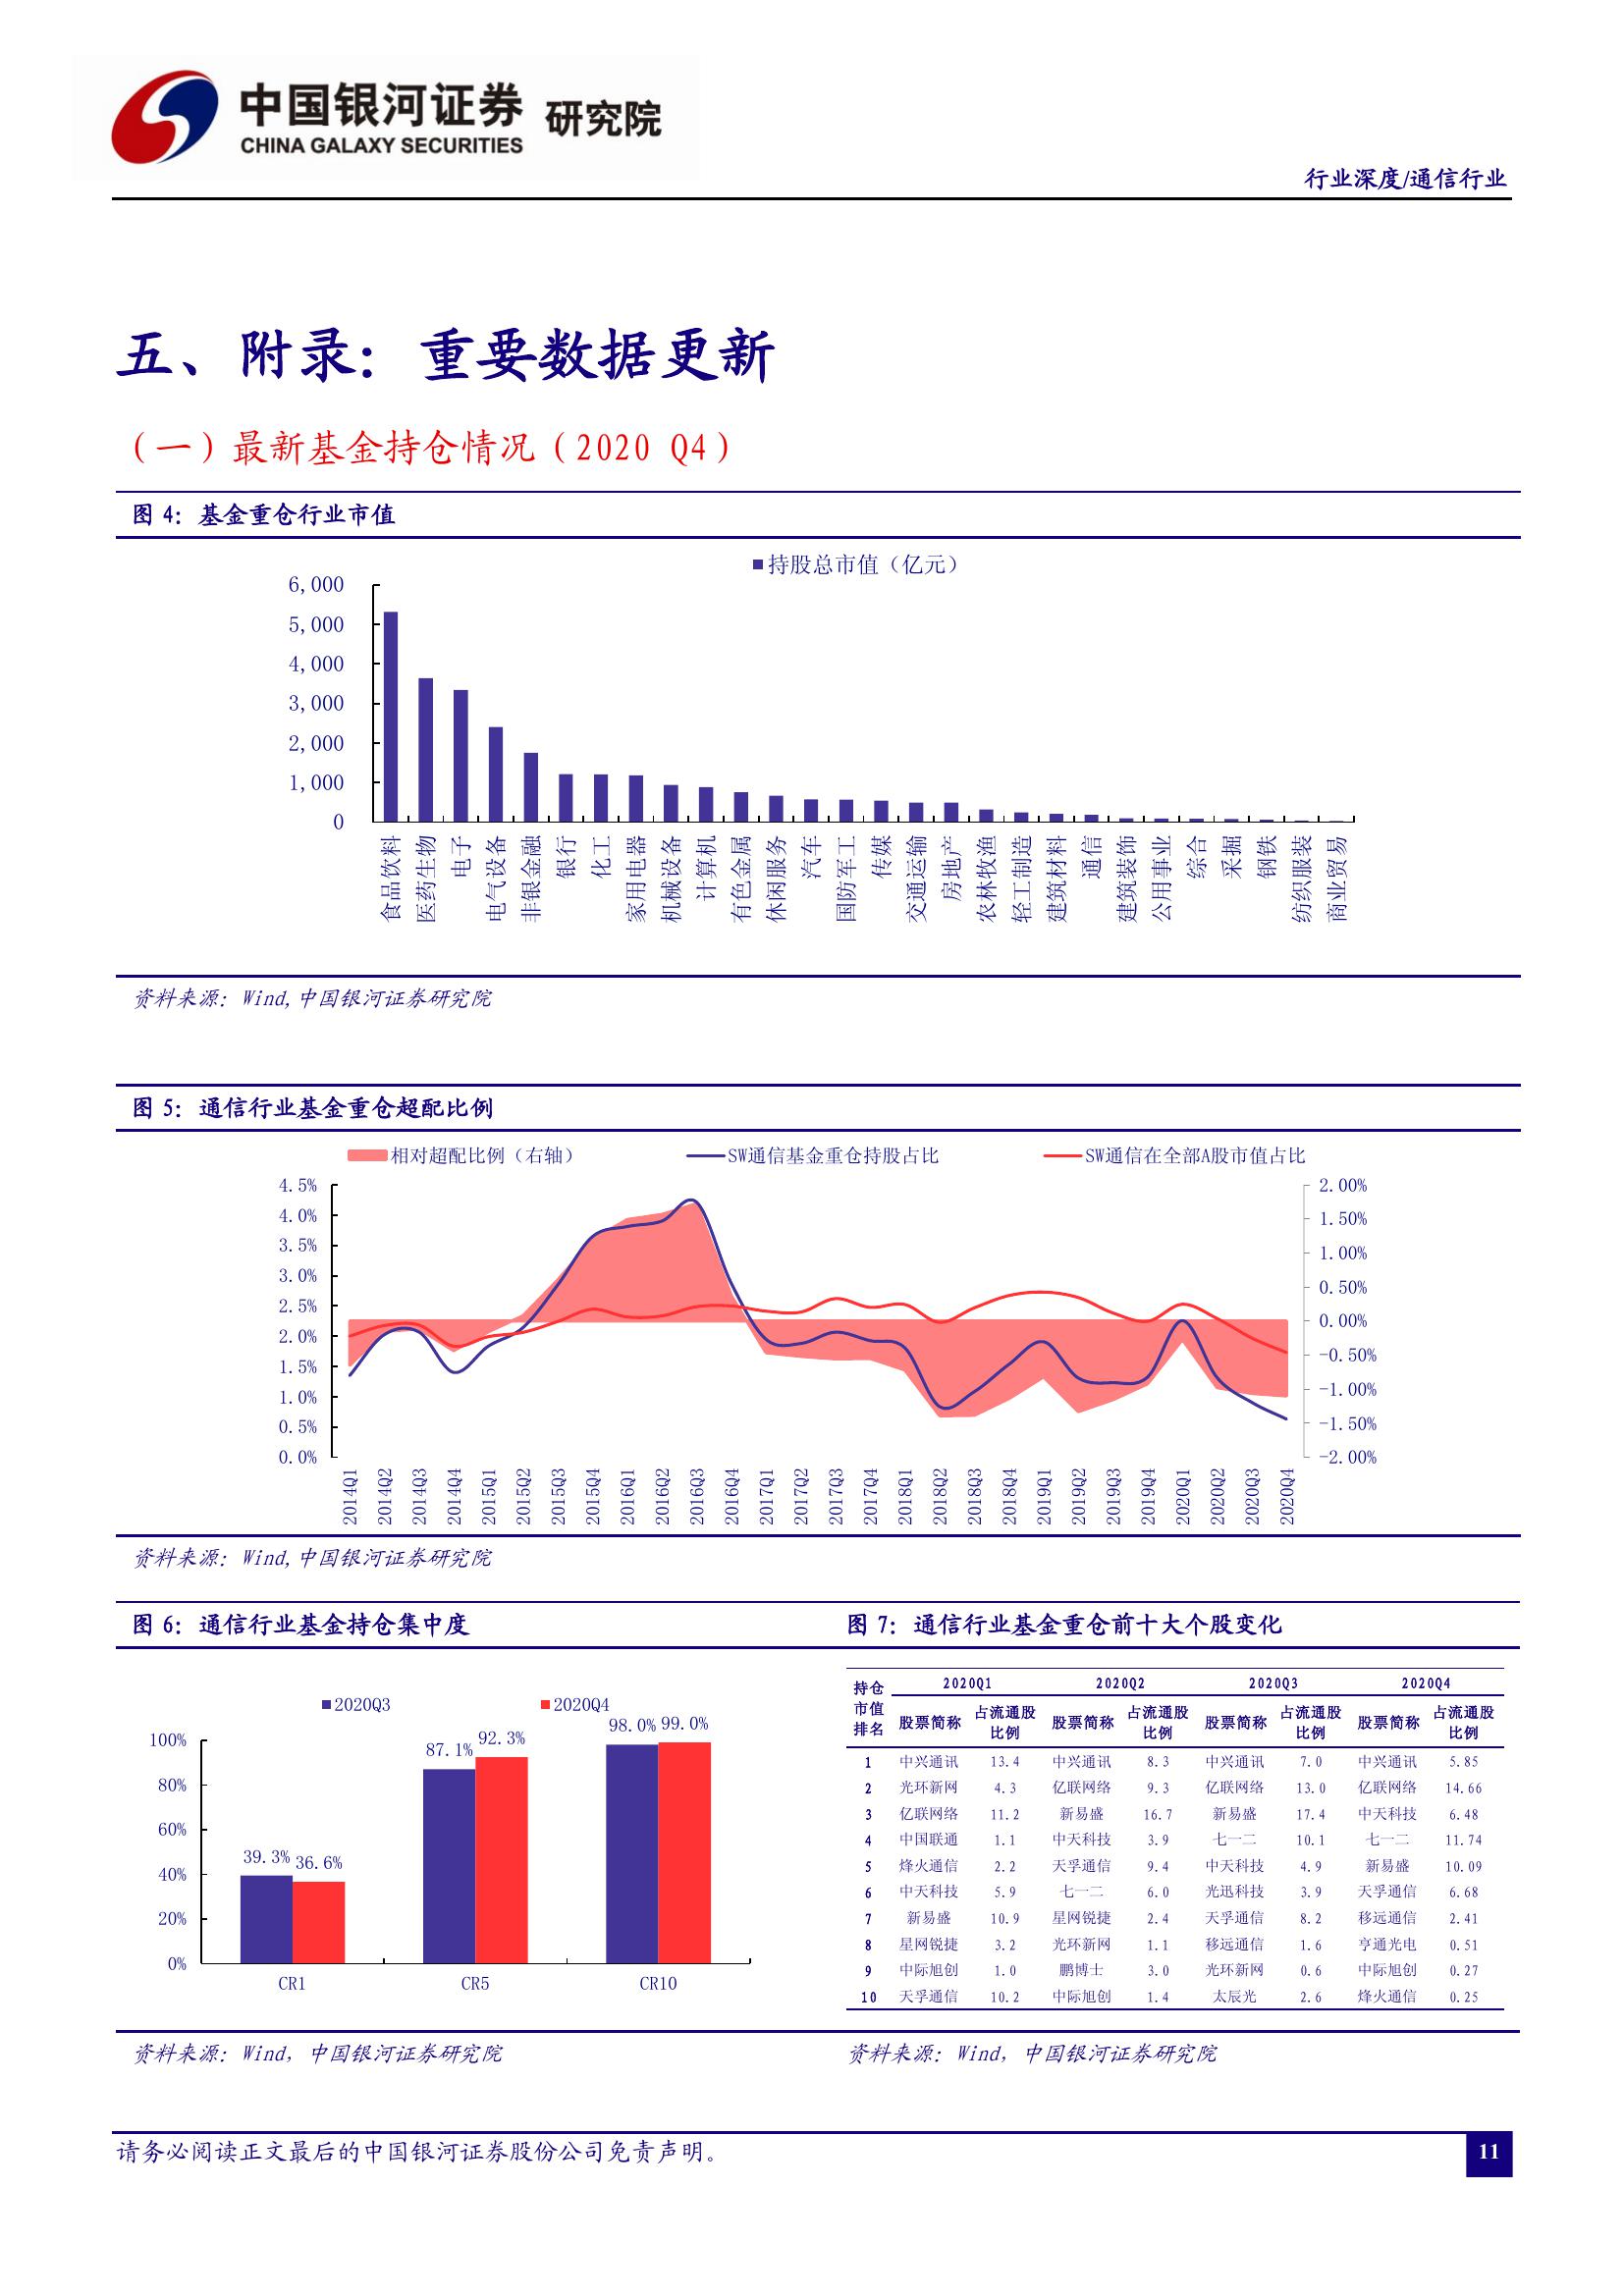 中国银河证券 研究院
CHINA GALAXY SECURITIES
行业深度/通信行业
五、附录：重要数据更新
（一）最新基金持仓情况（2020 Q4）
图 4：基金重仓行业市值
持股总市值（亿元）
6,000
5,000
4,000
3,000
2,000
1,000
0
食品饮料
医药生物
电子
电气设备
非银金融
银行
化工
家用电器
机械设备
计算机
有色金属
休闲服务
汽车
国防军工
传媒
交通运输
房地产
农林牧渔
轻工制造
建筑材料
通信
建筑装饰
公用事业
综合
采掘
钢铁
纺织服装
商业贸易
资料来源：Wind,中国银河证券研究院
图 5：通信行业基金重仓超配比例
相对超配比例（右轴） SW通信基金重仓持股占比 SW通信在全部A股市值占比
4.5%
4.0%
3.5%
3.0%
2.5%
2.0%
1.5%
1.0%
0.5%
0.0%
2.00%
1.50%
1.00%
0.50%
0.00%
-0.50%
-1.00%
-1.50%
-2.00%
2014Q1
2014Q2
2014Q3
2014Q4
2015Q1
2015Q2
2015Q3
2015Q4
2016Q1
2016Q2
2016Q3
2016Q4
2017Q1
2017Q2
2017Q3
2017Q4
2018Q1
2018Q2
2018Q3
2018Q4
2019Q1
2019Q2
2019Q3
2019Q4
2020Q1
2020Q2
2020Q3
2020Q4
资料来源：Wind,中国银河证券研究院
图 6：通信行业基金持仓集中度
2020Q3 2020Q4
100%
80%
60%
40%
20%
0%
39.3% 36.6%
87.1% 92.3%
98.0% 99.0%
CR1 CR5 CR10
资料来源：Wind，中国银河证券研究院
图 7：通信行业基金重仓前十大个股变化
持仓市值排名 2020Q1 2020Q2 2020Q3 2020Q4
股票简称 占流通股比例 股票简称 占流通股比例 股票简称 占流通股比例 股票简称 占流通股比例
1 中兴通讯 13.4 中兴通讯 8.3 中兴通讯 7.0 中兴通讯 5.85
2 光环新网 4.3 亿联网络 9.3 亿联网络 13.0 亿联网络 14.66
3 亿联网络 11.2 新易盛 16.7 新易盛 17.4 中天科技 6.48
4 中国联通 1.1 中天科技 3.9 七一二 10.1 七一二 11.74
5 烽火通信 2.2 天孚通信 9.4 中天科技 4.9 新易盛 10.09
6 中天科技 5.9 七一二 6.0 光迅科技 3.9 天孚通信 6.68
7 新易盛 10.9 星网锐捷 2.4 天孚通信 8.2 移远通信 2.41
8 星网锐捷 3.2 光环新网 1.1 移远通信 1.6 亨通光电 0.51
9 中际旭创 1.0 鹏博士 3.0 光环新网 0.6 中际旭创 0.27
10 天孚通信 10.2 中际旭创 1.4 太辰光 2.6 烽火通信 0.25
资料来源：Wind，中国银河证券研究院
请务必阅读正文最后的中国银河证券股份公司免责声明。
11